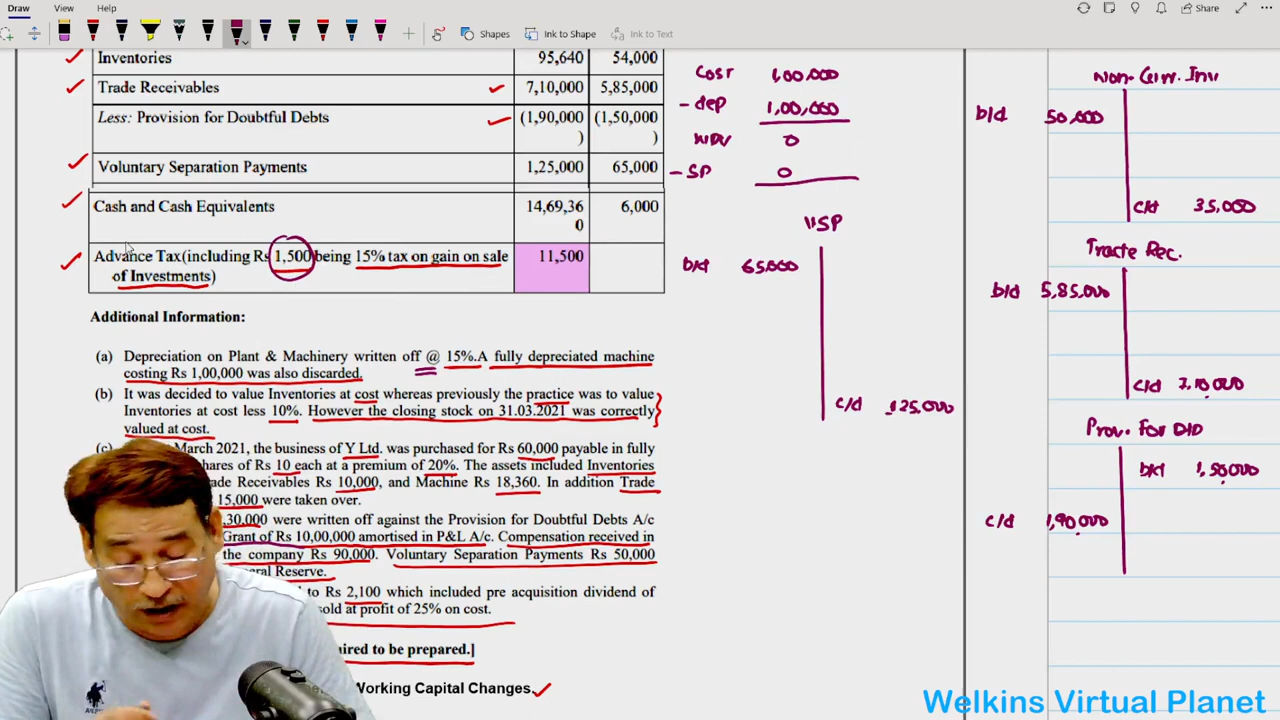 Draw View Help
Share
Shapes Ink to Shape Ink to Text
Inventories 95,640 54,000
Trade Receivables 7,10,000 5,85,000
Less: Provision for Doubtful Debts (1,90,000 (1,50,000
) )
Voluntary Separation Payments 1,25,000 65,000
Cash and Cash Equivalents 14,69,36 6,000
0
Advance Tax(including Rs 1,500 being 15% tax on gain on sale 11,500
of Investments)
Additional Information:
(a) Depreciation on Plant & Machinery written off @ 15%.A fully depreciated machine
costing Rs 1,00,000 was also discarded.
(b) It was decided to value Inventories at cost whereas previously the practice was to value
Inventories at cost less 10%. However the closing stock on 31.03.2021 was correctly
valued at cost.
(c) March 2021, the business of Y Ltd. was purchased for Rs 60,000 payable in fully
shares of Rs 10 each at a premium of 20%. The assets included Inventories
Receivables Rs 10,000, and Machine Rs 18,360. In addition Trade
15,000 were taken over.
30,000 were written off against the Provision for Doubtful Debts A/c
Grant of Rs 10,00,000 amortised in P&L A/c. Compensation received in
the company Rs 90,000. Voluntary Separation Payments Rs 50,000
Reserve.
to Rs 2,100 which included pre acquisition dividend of
sold at profit of 25% on cost.
to be prepared.]
Working Capital Changes.
Cost 1,00,000
- dep 1,00,000
WDV 0
- SP 0
VSP
b/d 65,000
c/d 1,25,000
Non-Curr. Inv
b/d 50,000
c/d 35,000
Trade Rec.
b/d 5,85,000
c/d 7,10,000
Prov. For D/D
b/d 1,50,000
c/d 1,90,000
Welkins Virtual Planet